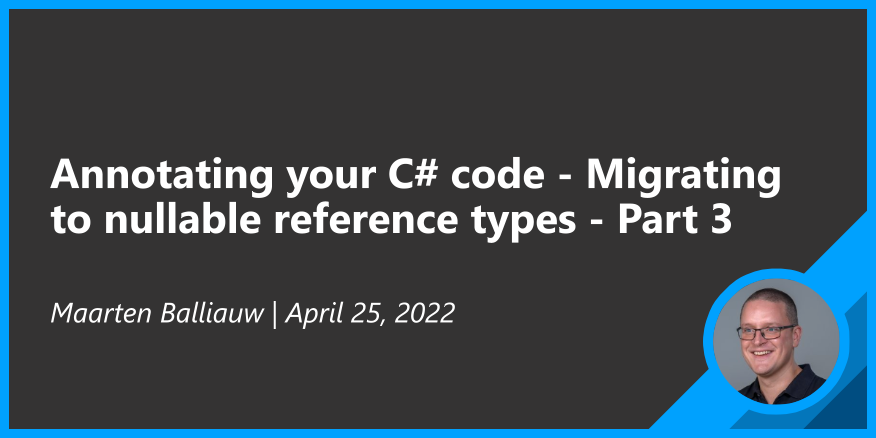 Annotating your C# code - Migrating
to nullable reference types - Part 3
Maarten Balliauw | April 25, 2022